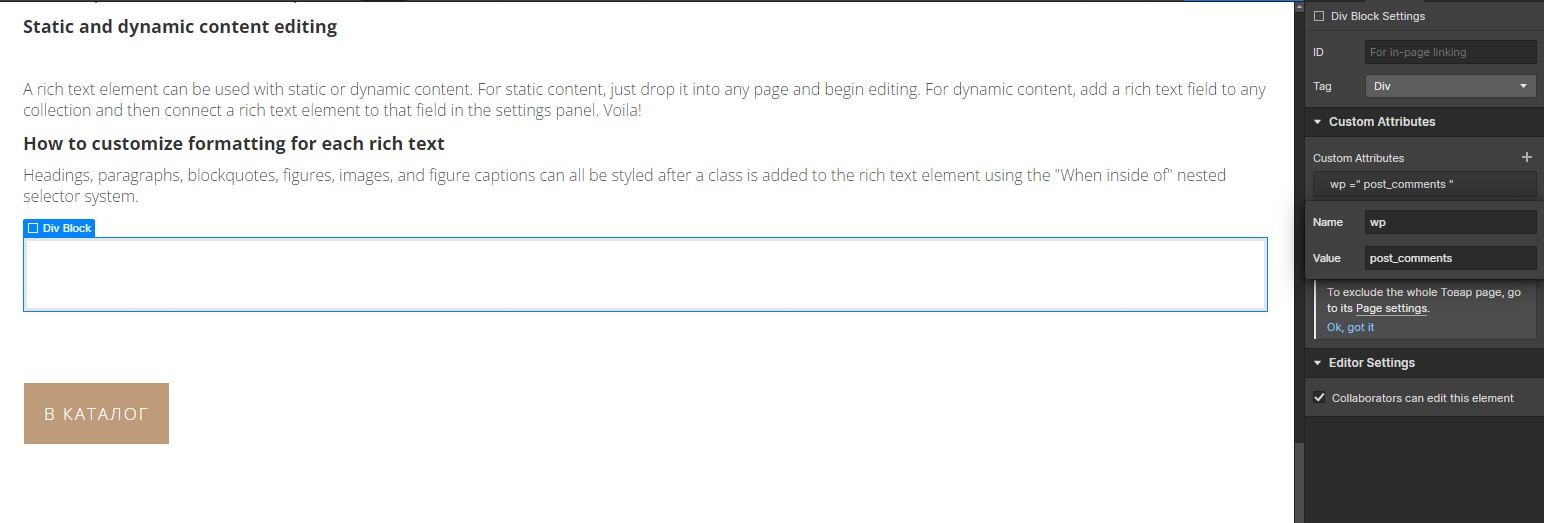 Static and dynamic content editing
A rich text element can be used with static or dynamic content. For static content, just drop it into any page and begin editing. For dynamic content, add a rich text field to any
collection and then connect a rich text element to that field in the settings panel. Voila!
How to customize formatting for each rich text
Headings, paragraphs, blockquotes, figures, images, and figure captions can all be styled after a class is added to the rich text element using the "When inside of" nested
selector system.
Div Block
В КАТАЛОГ
Div Block Settings
ID For in-page linking
Tag Div
Custom Attributes
Custom Attributes +
wp =" post_comments "
Name wp
Value post_comments
To exclude the whole Товар page, go
to its Page settings.
Ok, got it
Editor Settings
Collaborators can edit this element